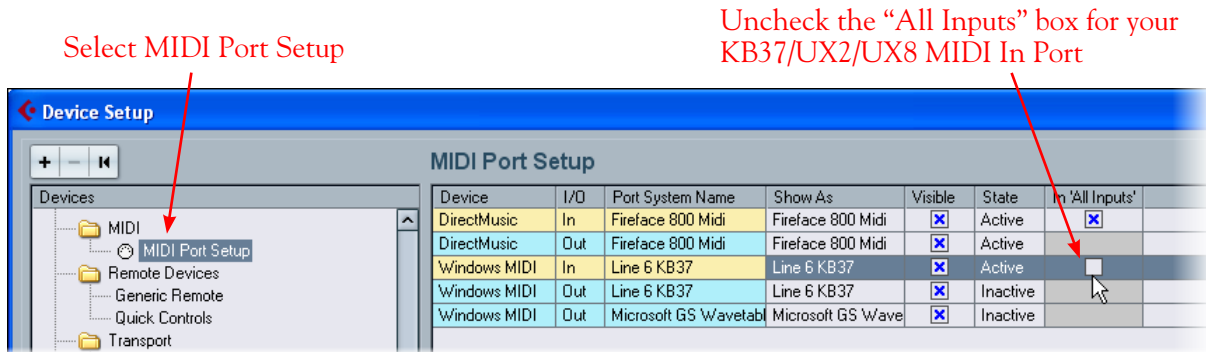 Select MIDI Port Setup
Uncheck the “All Inputs” box for your
KB37/UX2/UX8 MIDI In Port
Device Setup
MIDI Port Setup
Devices
MIDI
MIDI Port Setup
Remote Devices
Generic Remote
Quick Controls
Transport
Device I/O Port System Name Show As Visible State In 'All Inputs'
DirectMusic In Fireface 800 Midi Fireface 800 Midi Active
DirectMusic Out Fireface 800 Midi Fireface 800 Midi Active
Windows MIDI In Line 6 KB37 Line 6 KB37 Active
Windows MIDI Out Line 6 KB37 Line 6 KB37 Inactive
Windows MIDI Out Microsoft GS Wavetabl Microsoft GS Wave Inactive